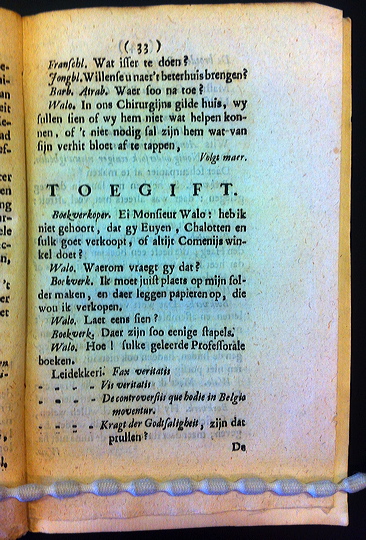 ( 33 )
Franschl. Wat isser te doen?
Jongbl. Willense u naer't beterhuis brengen?
Barb. Atrab. Waer soo na toe?
Walo. In ons Chirurgijns gilde huis, wy
sullen sien of wy hem niet wat helpen kon-
nen, of 't niet nodig sal zijn hem wat van
sijn verhit bloet af te tappen,
Volgt maer.
TOEGIFT.
Boekverkoper. Ei Monsieur Walo: heb ik
niet gehoort, dat gy Euyen, Chalotten en
sulk goet verkoopt, of altijt Comenijs win-
kel doet?
Walo. Waerom vraegt gy dat?
Boekverk. Ik moet juist plaets op mijn sol-
der maken, en daer leggen papieren op, die
wou ik verkopen.
Walo. Laet eens sien?
Boekverk. Daer zijn soo eenige stapels.
Walo. Hoe! sulke geleerde Professorale
boeken.
Leidekkeri. Fax veritatis
- - - - Vis veritatis
- - - - De controversiis que hodie in Belgio
moventur.
- - - - Kragt der Godsaligheit, zijn dat
prullen?
De